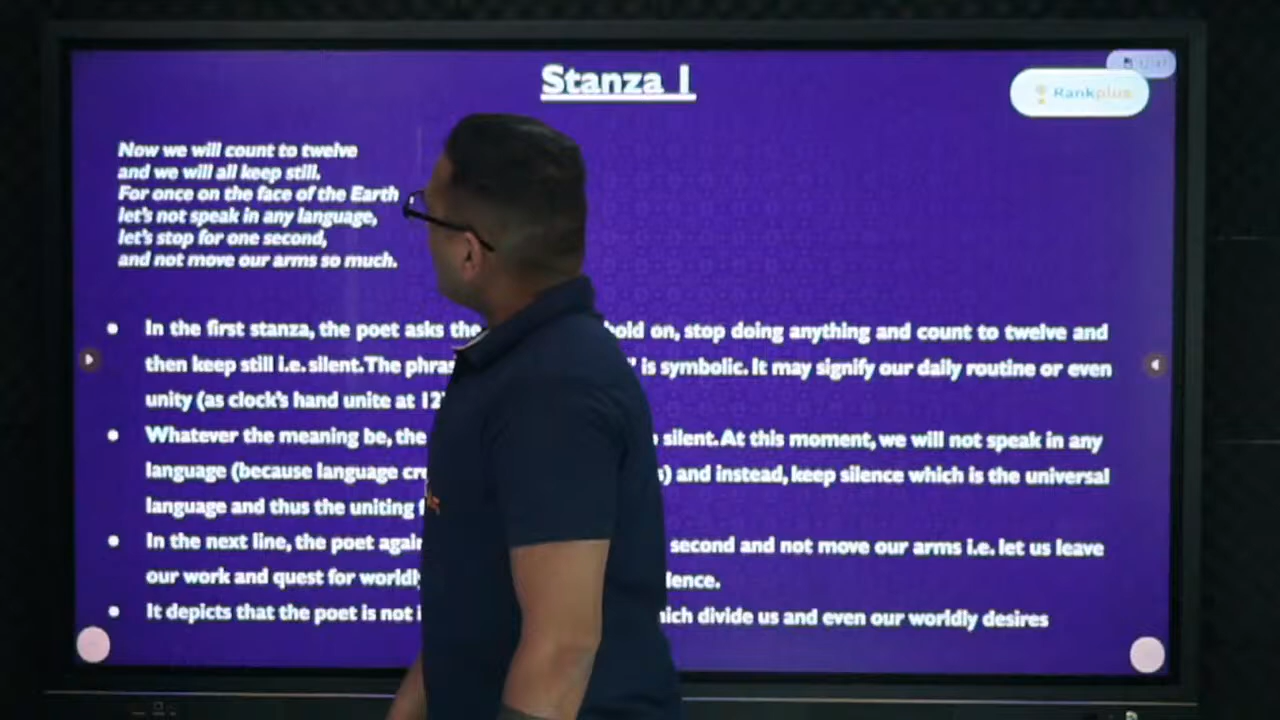 Stanza 1
Rankplus
Now we will count to twelve
and we will all keep still.
For once on the face of the Earth
let's not speak in any language,
let's stop for one second,
and not move our arms so much.
In the first stanza, the poet asks the hold on, stop doing anything and count to twelve and
then keep still i.e. silent. The is symbolic. It may signify our daily routine or even
unity (as clock's hand unite at 12
Whatever the meaning be, the silent. At this moment, we will not speak in any
language (because language and instead, keep silence which is the universal
language and thus the uniting
In the next line, the poet second and not move our arms i.e. let us leave
our work and quest for
It depicts that the poet is not divide us and even our worldly desires